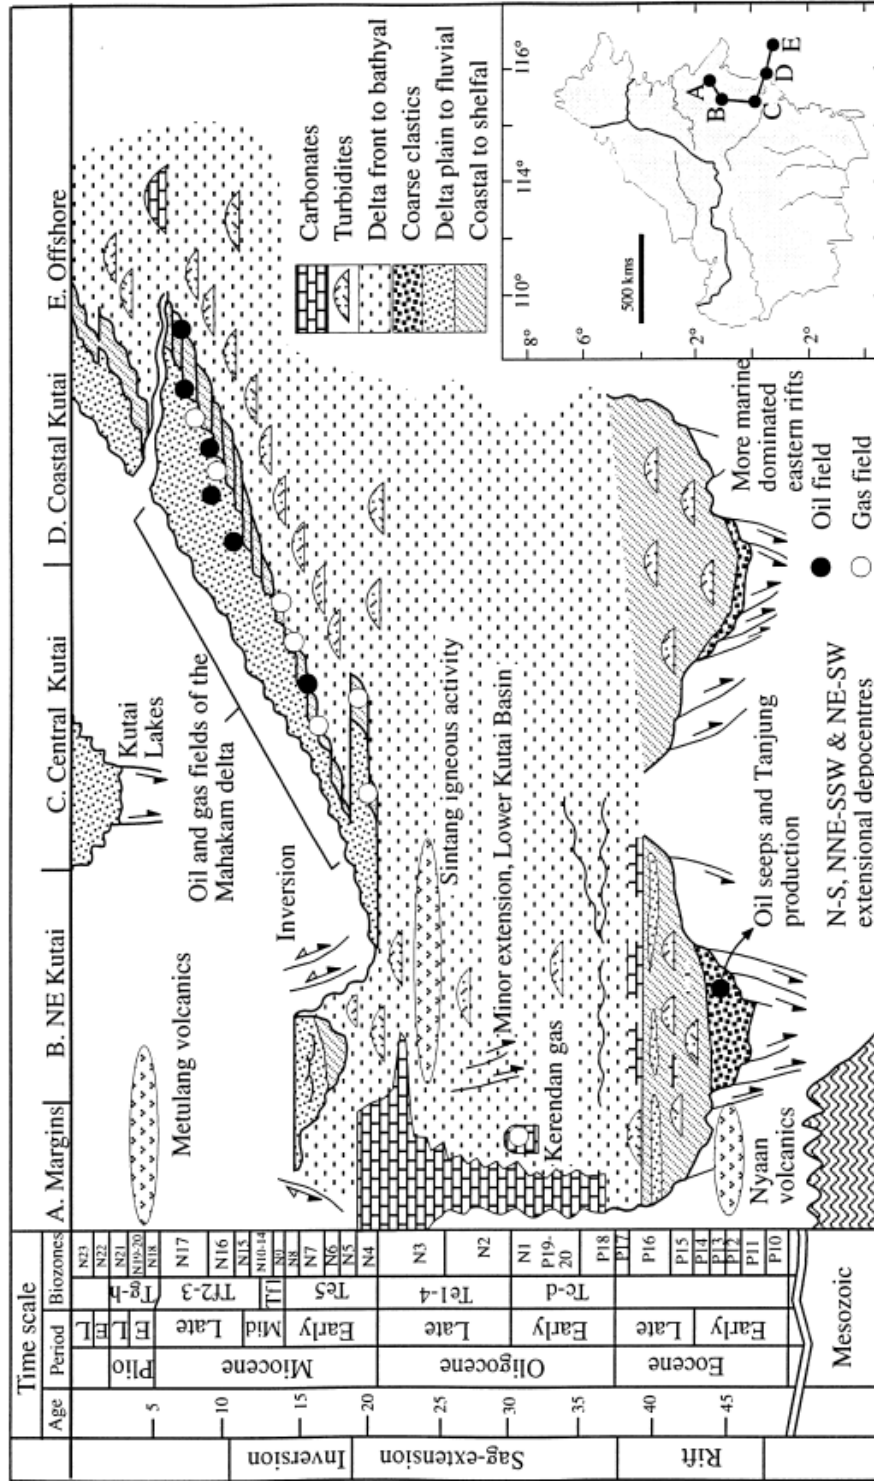 Time scale
Age
Period
Biozones
A. Margins
B. NE Kutai
C. Central Kutai
D. Coastal Kutai
E. Offshore
5
10
15
20
25
30
35
40
45
Inversion
Sag-extension
Rift
Plio
Miocene
Oligocene
Eocene
Mesozoic
L
E
L
E
Late
Mid
Early
Late
Early
Late
Early
Tg-h
Tf2-3
Tf1
Te5
Te1-4
Tc-d
N23
N22
N21
N19-20
N18
N17
N16
N15
N10-14
N9
N8
N7
N6
N5
N4
N3
N2
N1
P19-
20
P18
P17
P16
P15
P14
P13
P12
P11
P10
Metulang volcanics
Kutai
Lakes
Oil and gas fields of the
Mahakam delta
Inversion
Sintang igneous activity
Minor extension, Lower Kutai Basin
Kerendan gas
Nyaan
volcanics
Oil seeps and Tanjung
production
N-S, NNE-SSW & NE-SW
extensional depocentres
More marine
dominated
eastern rifts
Oil field
Gas field
Carbonates
Turbidites
Delta front to bathyal
Coarse clastics
Delta plain to fluvial
Coastal to shelfal
110°
114°
116°
8°
6°
2°
2°
500 kms
A
B
C
D
E